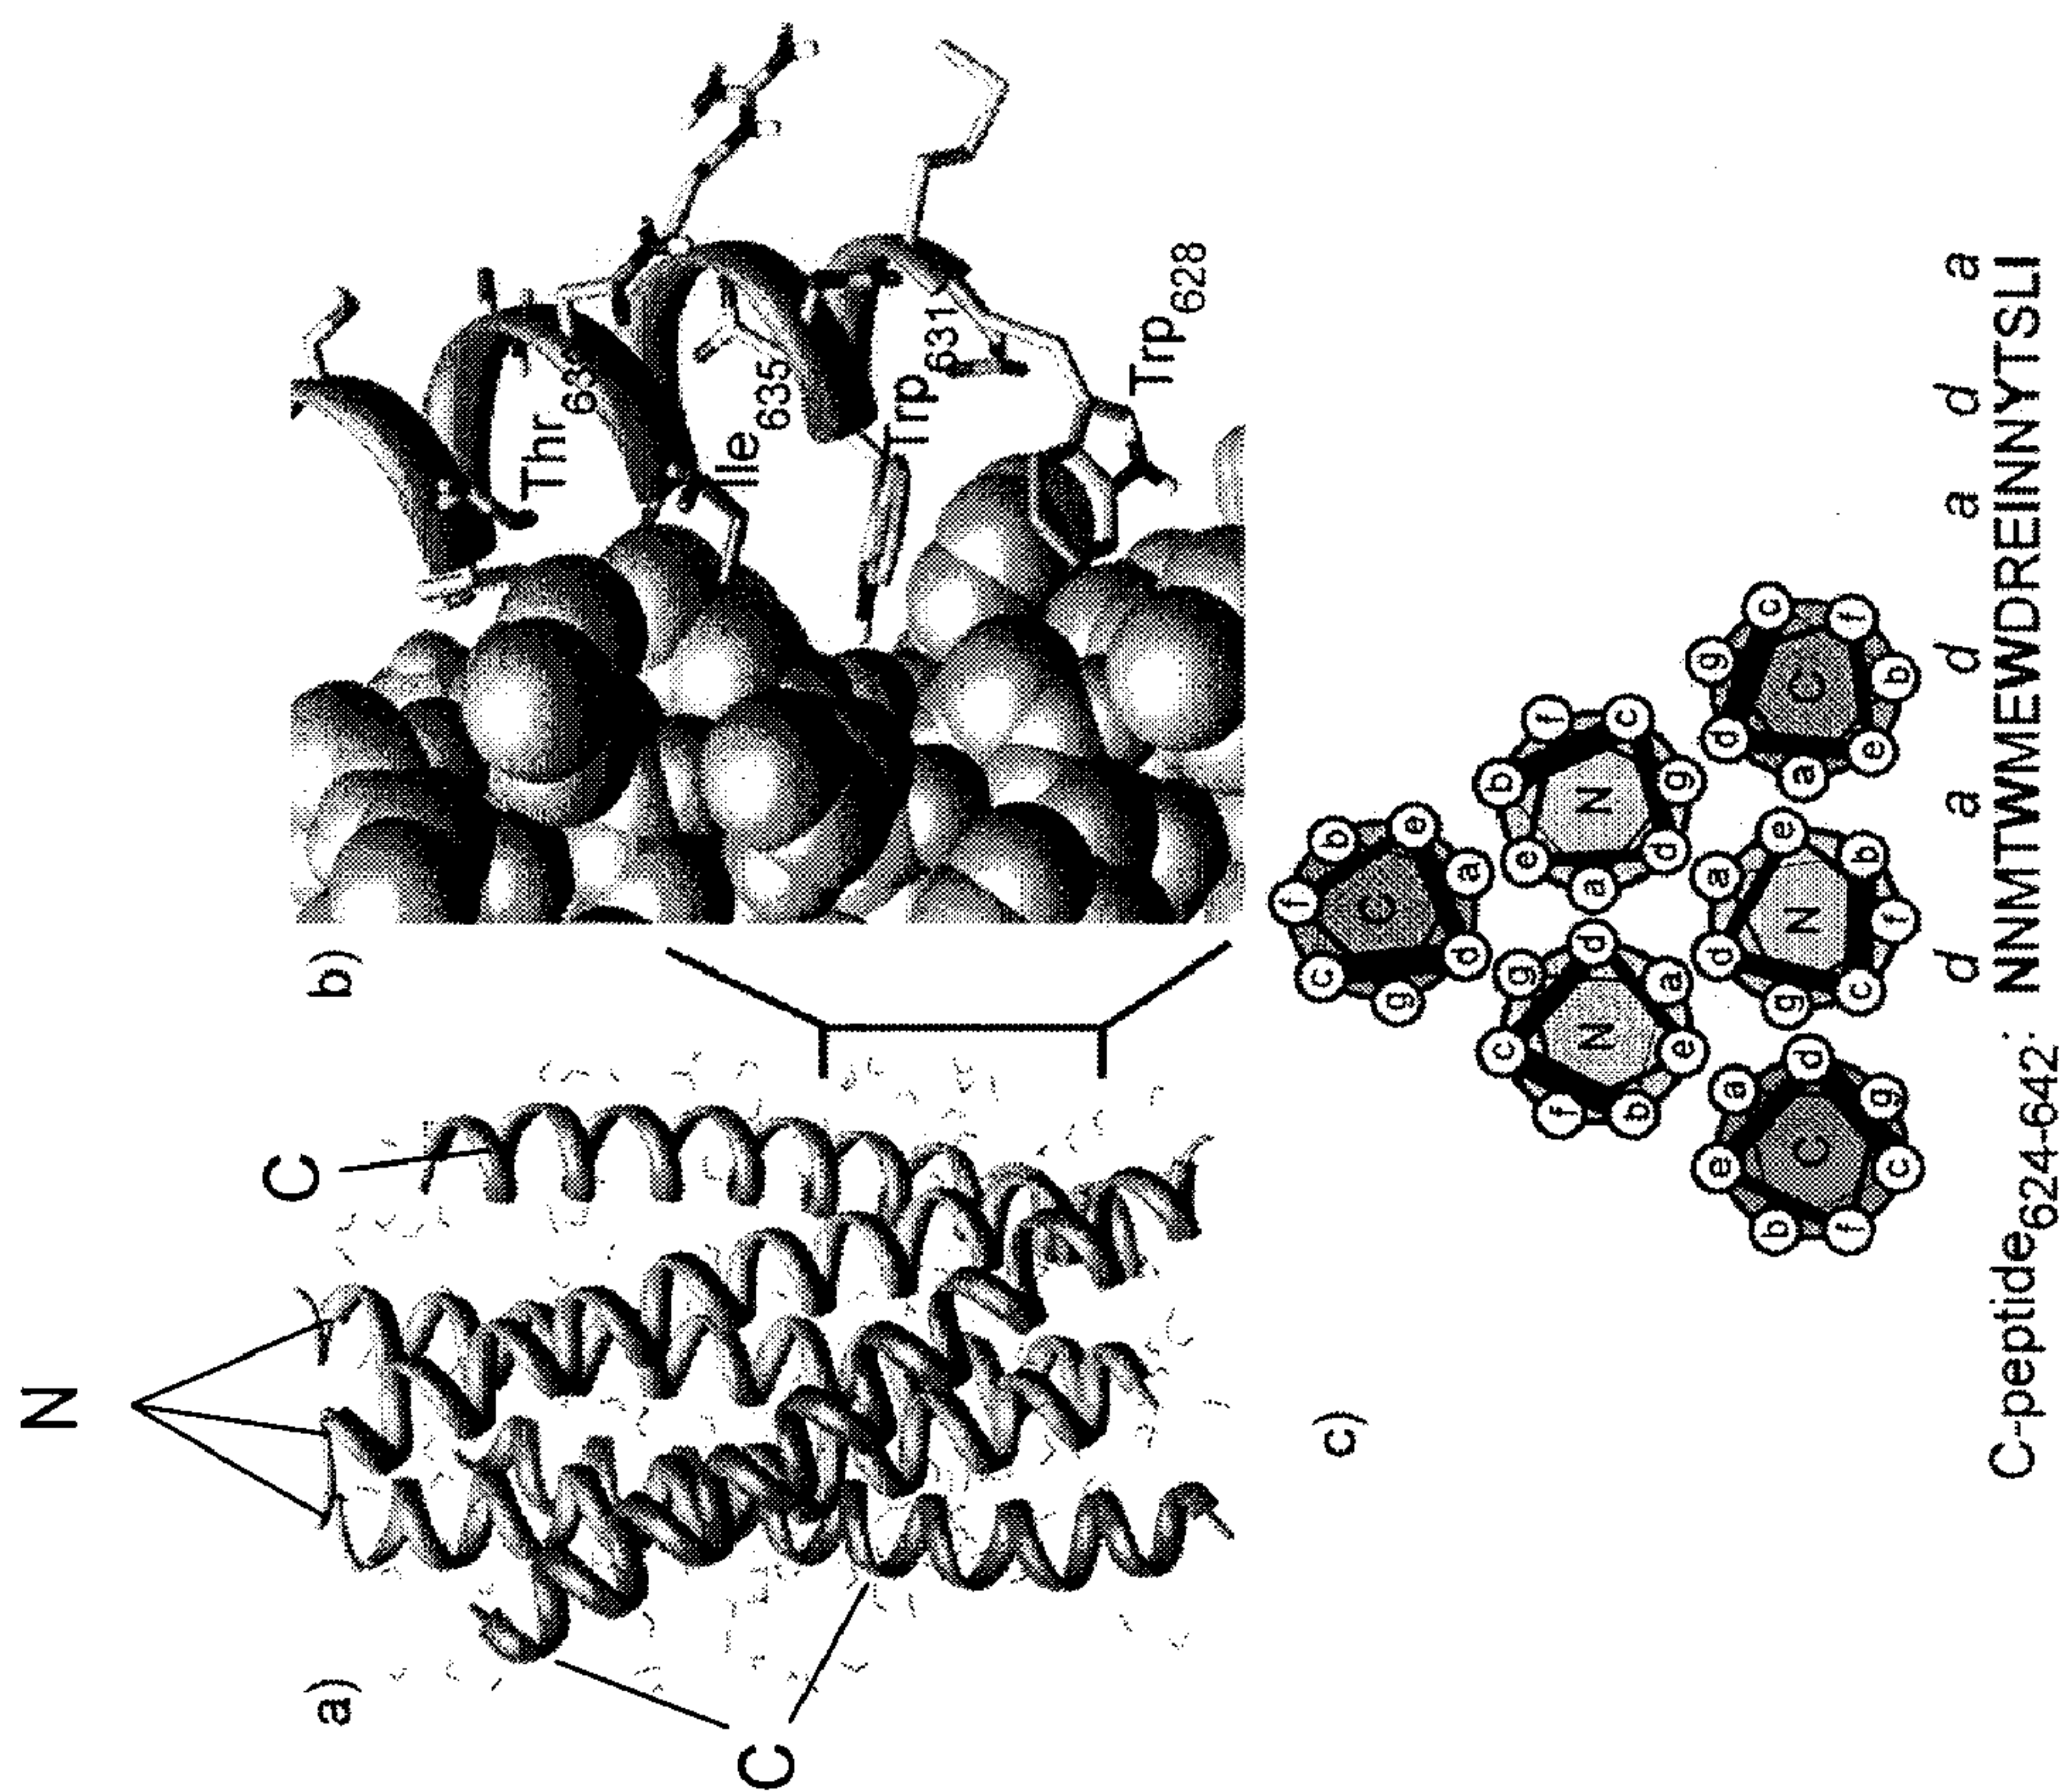 a)
N
C
C
b)
Thr
Ile635
Trp631
Trp628
c)
C
f b e a d g c
N
c g d a e b f
N
b f c g d a e
C
e a d g c f b
N
d a e b f c g
C
g c f b e a d
d a d a d a
C-peptide624-642: NNMTWMEWDREINNYTSLI